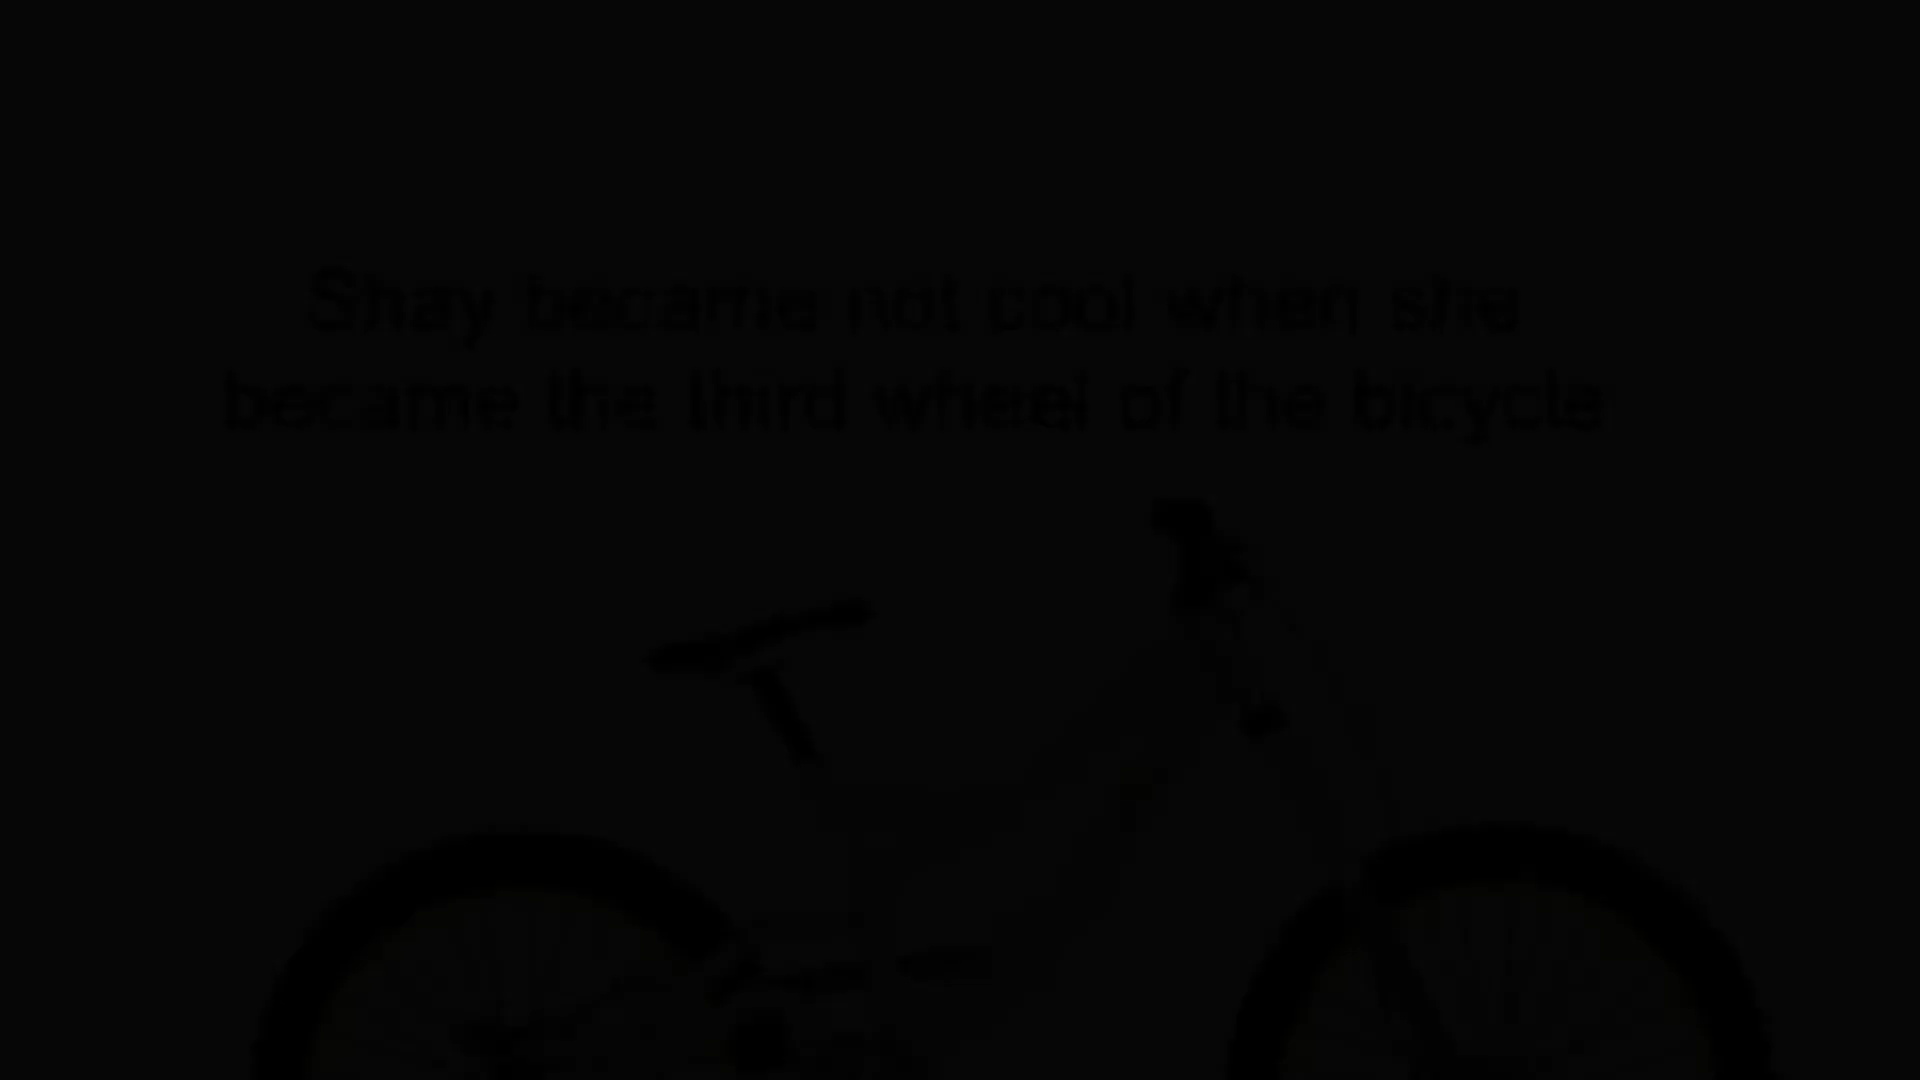 Shay became not cool when she
became the third wheel of the bicycle